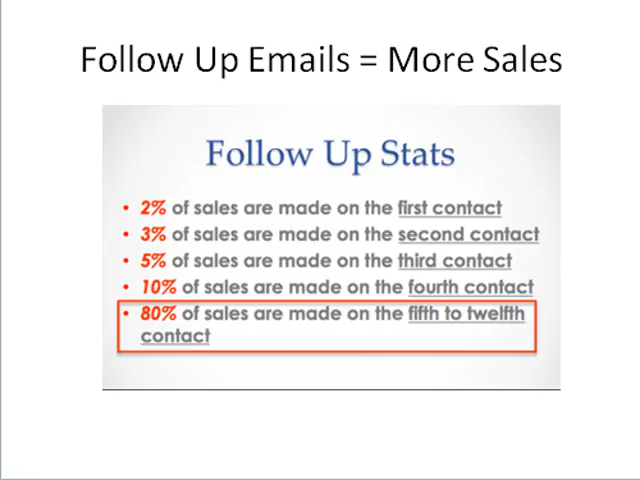 Follow Up Emails = More Sales
Follow Up Stats
• 2% of sales are made on the first contact
• 3% of sales are made on the second contact
• 5% of sales are made on the third contact
• 10% of sales are made on the fourth contact
• 80% of sales are made on the fifth to twelfth
contact